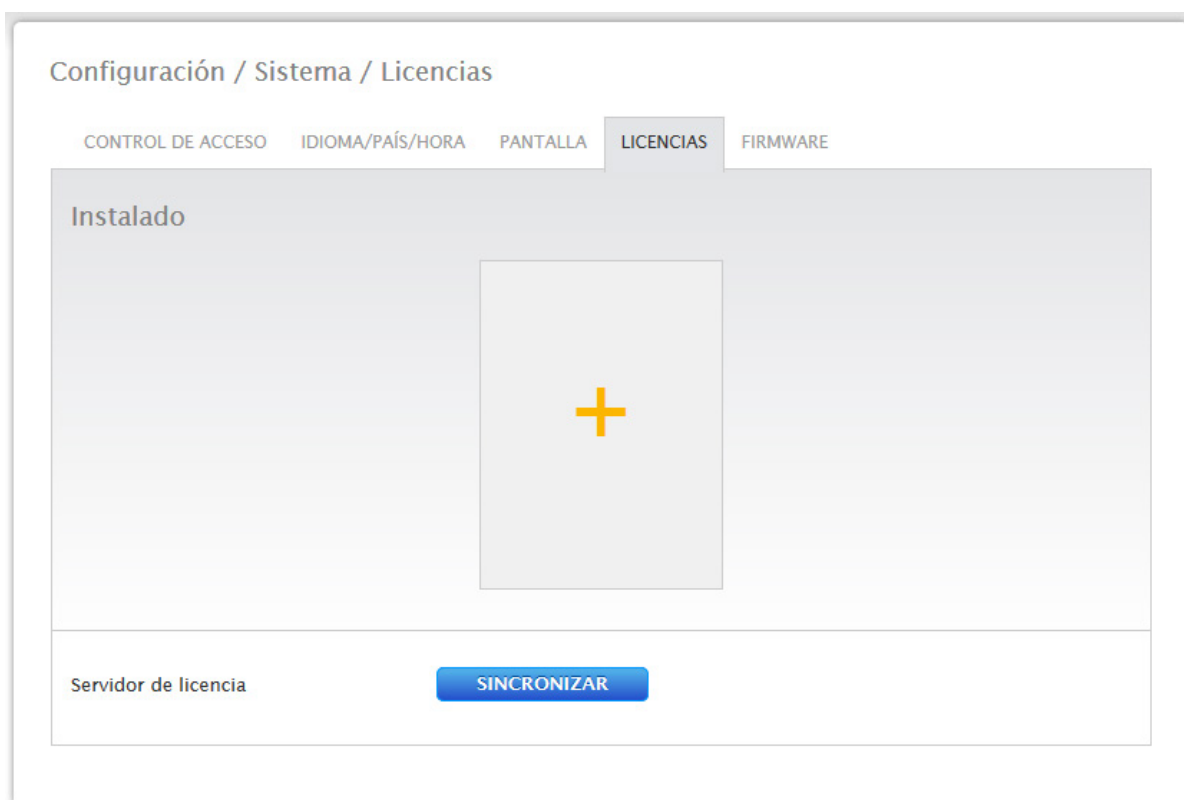 Configuración / Sistema / Licencias
CONTROL DE ACCESO IDIOMA/PAÍS/HORA PANTALLA LICENCIAS FIRMWARE
Instalado
Servidor de licencia SINCRONIZAR